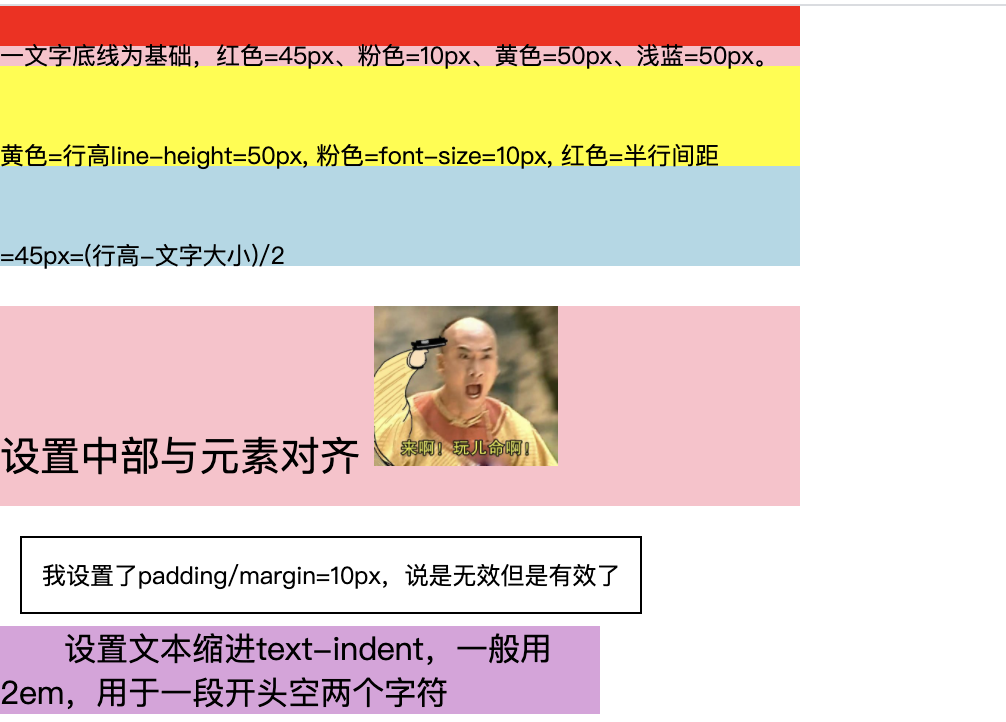 一文字底线为基础，红色=45px、粉色=10px、黄色=50px、浅蓝=50px。
黄色=行高line-height=50px, 粉色=font-size=10px, 红色=半行间距
=45px=(行高-文字大小)/2
来啊！玩儿命啊！
设置中部与元素对齐
我设置了padding/margin=10px，说是无效但是有效了
设置文本缩进text-indent，一般用
2em，用于一段开头空两个字符